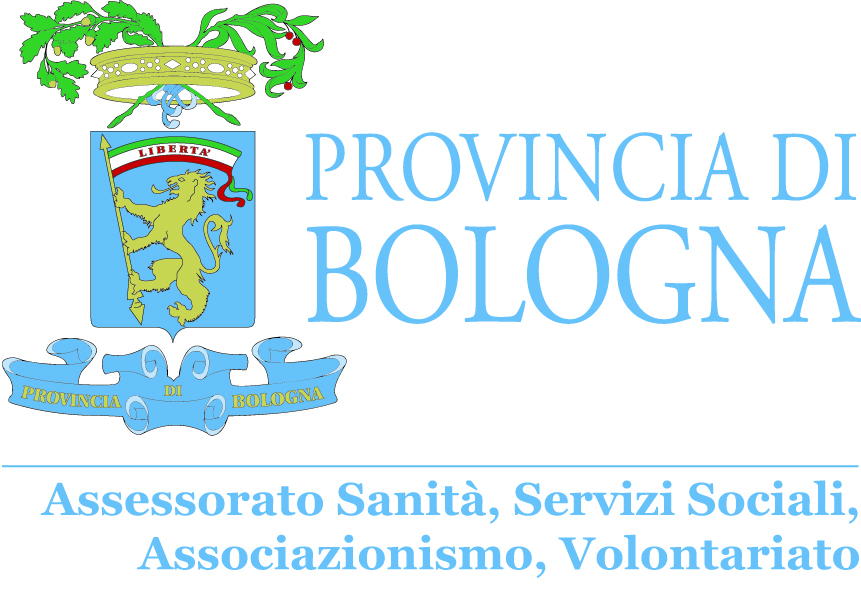 LIBERTA'
PROVINCIA DI
BOLOGNA
PROVINCIA DI BOLOGNA
Assessorato Sanità, Servizi Sociali,
Associazionismo, Volontariato